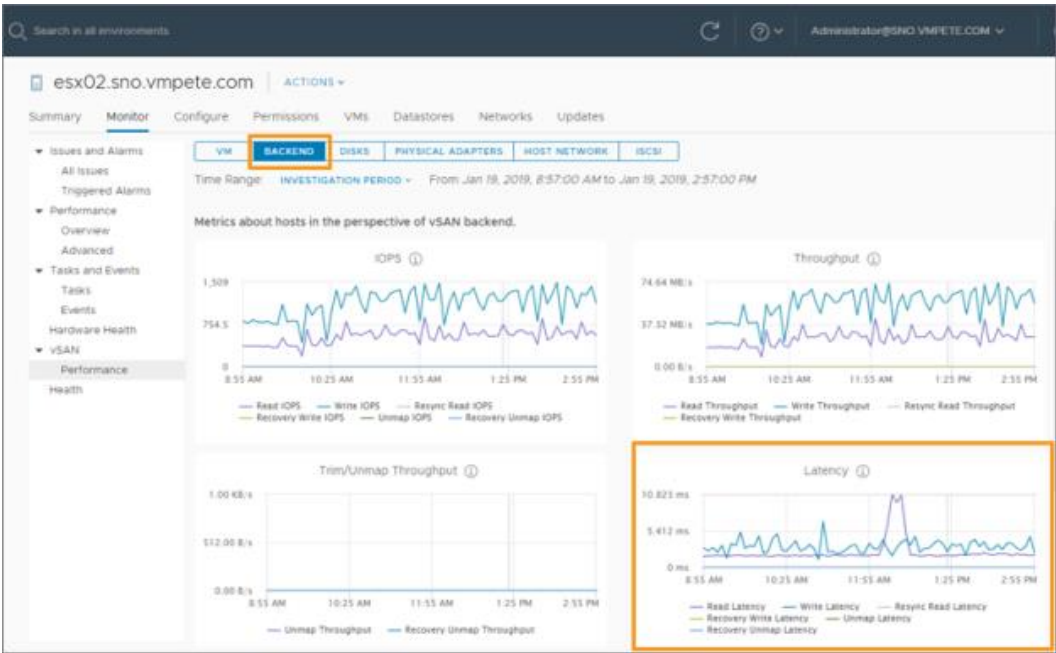 Search in all environments
Administrator@SNO.VMPETE.COM
esx02.sno.vmpete.com
ACTIONS
Summary Monitor Configure Permissions VMs Datastores Networks Updates
Issues and Alarms
All Issues
Triggered Alarms
Performance
Overview
Advanced
Tasks and Events
Tasks
Events
Hardware Health
vSAN
Performance
Health
VM BACKEND DISKS PHYSICAL ADAPTERS HOST NETWORK ISCSI
Time Range: INVESTIGATION PERIOD From Jan 19, 2019, 8:57:00 AM to Jan 19, 2019, 2:57:00 PM
Metrics about hosts in the perspective of vSAN backend.
IOPS
1,509
754.5
0
8:55 AM 10:25 AM 11:55 AM 1:25 PM 2:55 PM
Read IOPS Write IOPS Resync Read IOPS
Recovery Write IOPS Unmap IOPS Recovery Unmap IOPS
Throughput
74.64 MB/s
37.32 MB/s
0.00 B/s
8:55 AM 10:25 AM 11:55 AM 1:25 PM 2:55 PM
Read Throughput Write Throughput Resync Read Throughput
Recovery Write Throughput
Trim/Unmap Throughput
1.00 KB/s
512.00 B/s
0.00 B/s
8:55 AM 10:25 AM 11:55 AM 1:25 PM 2:55 PM
Unmap Throughput Recovery Unmap Throughput
Latency
10.823 ms
5.412 ms
0 ms
8:55 AM 10:25 AM 11:55 AM 1:25 PM 2:55 PM
Read Latency Write Latency Resync Read Latency
Recovery Write Latency Unmap Latency
Recovery Unmap Latency